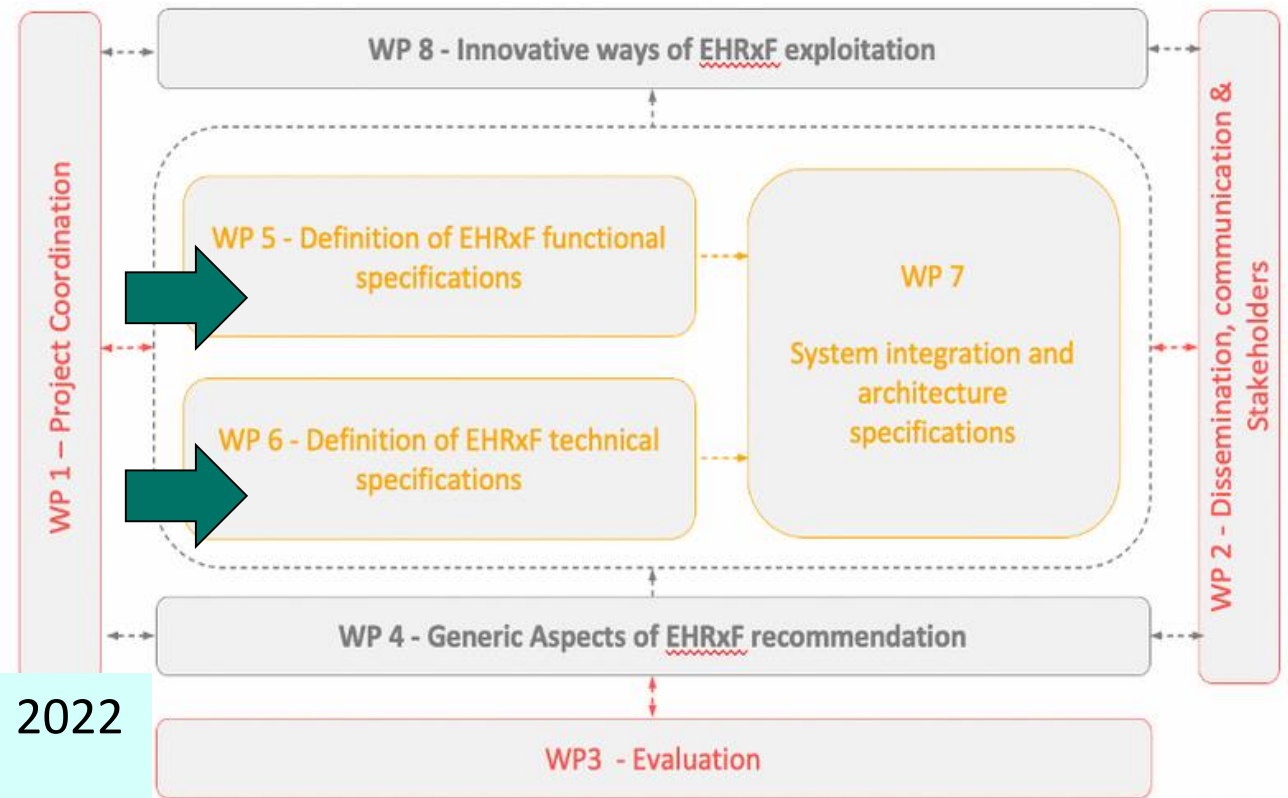 WP 8 - Innovative ways of EHRxF exploitation
WP 1 – Project Coordination
WP 5 - Definition of EHRxF functional
specifications
WP 6 - Definition of EHRxF technical
specifications
WP 7
System integration and
architecture
specifications
WP 2 - Dissemination, communication &
Stakeholders
WP 4 - Generic Aspects of EHRxF recommendation
2022
WP3 - Evaluation